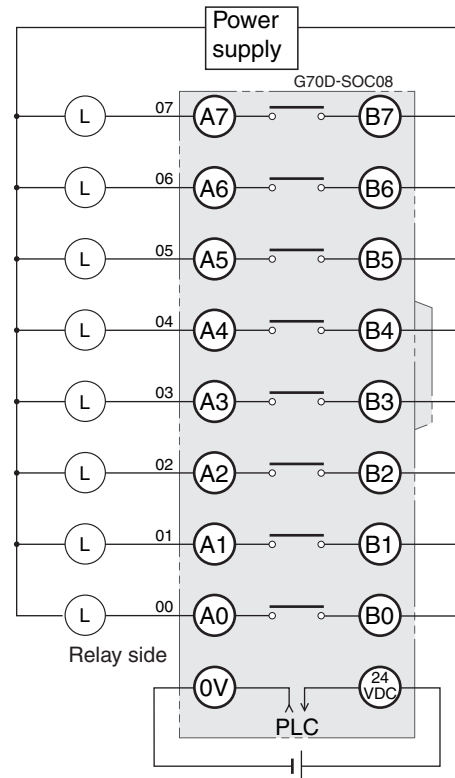 Power
supply
G70D-SOC08
L 07 A7 B7
L 06 A6 B6
L 05 A5 B5
L 04 A4 B4
L 03 A3 B3
L 02 A2 B2
L 01 A1 B1
L 00 A0 B0
Relay side
0V 24
VDC
PLC